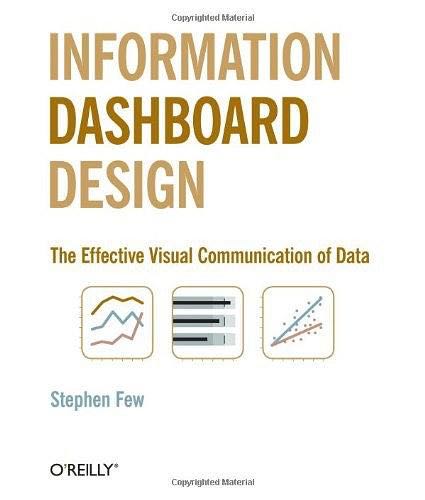 Copyrighted Material
INFORMATION
DASHBOARD
DESIGN
The Effective Visual Communication of Data
Stephen Few
O'REILLY®
Copyrighted Material